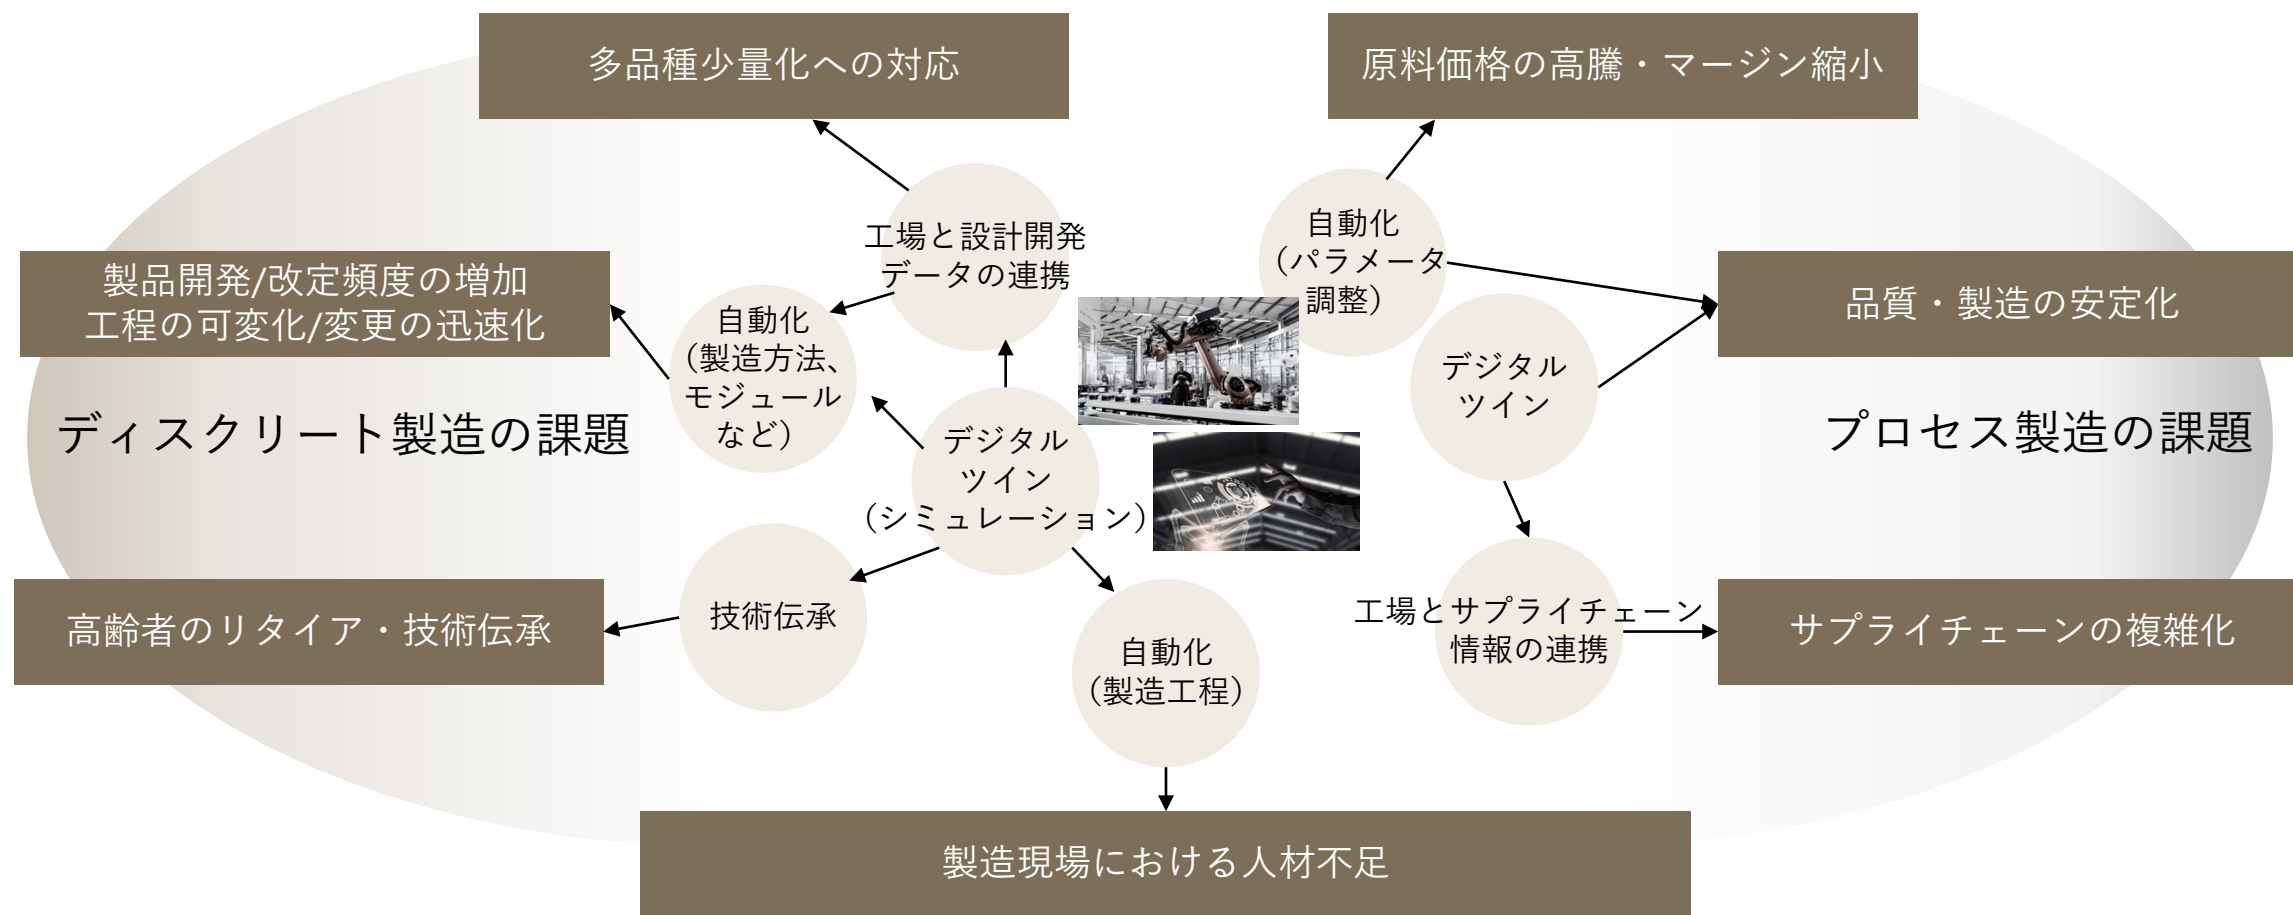 多品種少量化への対応
原料価格の高騰・マージン縮小
工場と設計開発
データの連携
自動化
（パラメータ
調整）
製品開発/改定頻度の増加
工程の可変化/変更の迅速化
品質・製造の安定化
自動化
（製造方法、
モジュール
など）
デジタル
ツイン
ディスクリート製造の課題
プロセス製造の課題
デジタル
ツイン
（シミュレーション）
高齢者のリタイア・技術伝承
技術伝承
自動化
（製造工程）
工場とサプライチェーン
情報の連携
サプライチェーンの複雑化
製造現場における人材不足